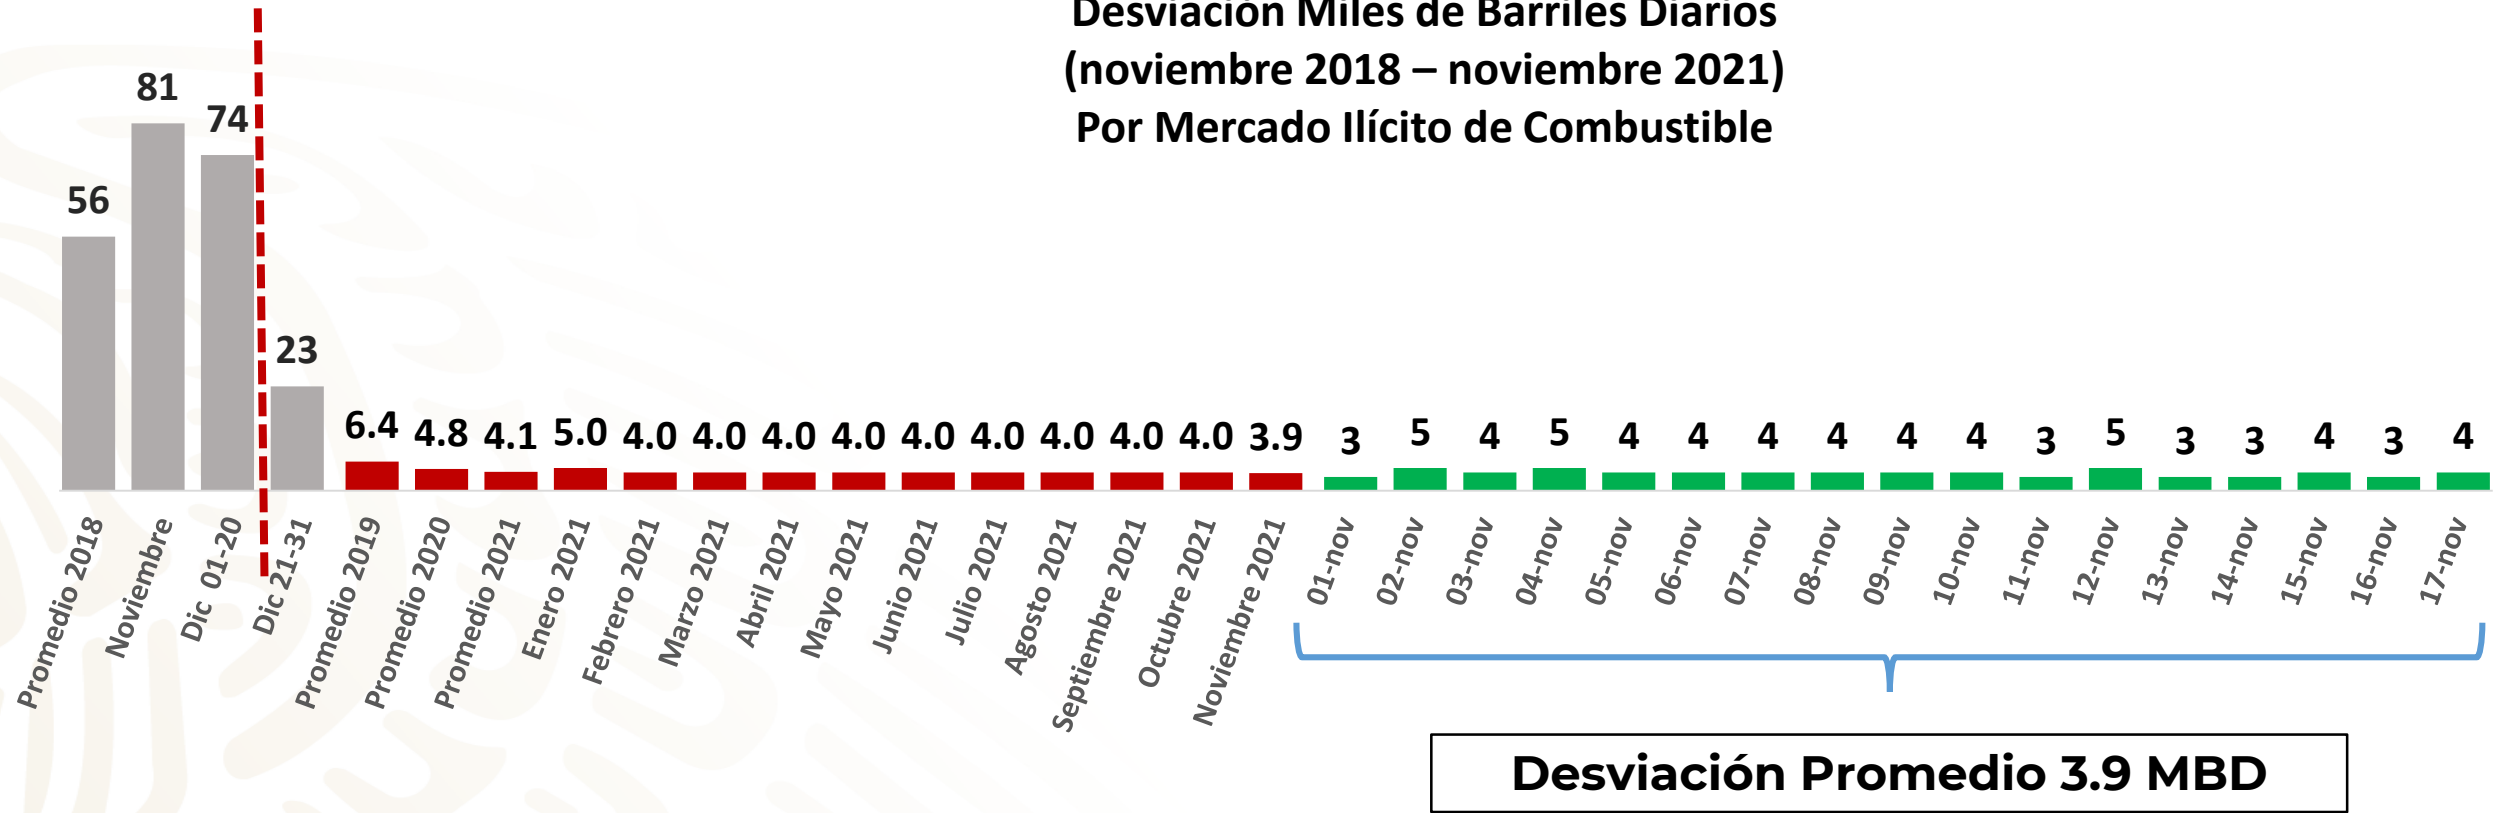 Desviación Miles de Barriles Diarios
(noviembre 2018 – noviembre 2021)
Por Mercado Ilícito de Combustible
56
81
74
23
6.4
4.8
4.1
5.0
4.0
4.0
4.0
4.0
4.0
4.0
4.0
4.0
4.0
3.9
3
5
4
5
4
4
4
4
4
4
3
5
3
3
4
3
4
Promedio 2018
Noviembre
Dic 01-20
Dic 21-31
Promedio 2019
Promedio 2020
Promedio 2021
Enero 2021
Febrero 2021
Marzo 2021
Abril 2021
Mayo 2021
Junio 2021
Julio 2021
Agosto 2021
Septiembre 2021
Octubre 2021
Noviembre 2021
01-nov
02-nov
03-nov
04-nov
05-nov
06-nov
07-nov
08-nov
09-nov
10-nov
11-nov
12-nov
13-nov
14-nov
15-nov
16-nov
17-nov
Desviación Promedio 3.9 MBD